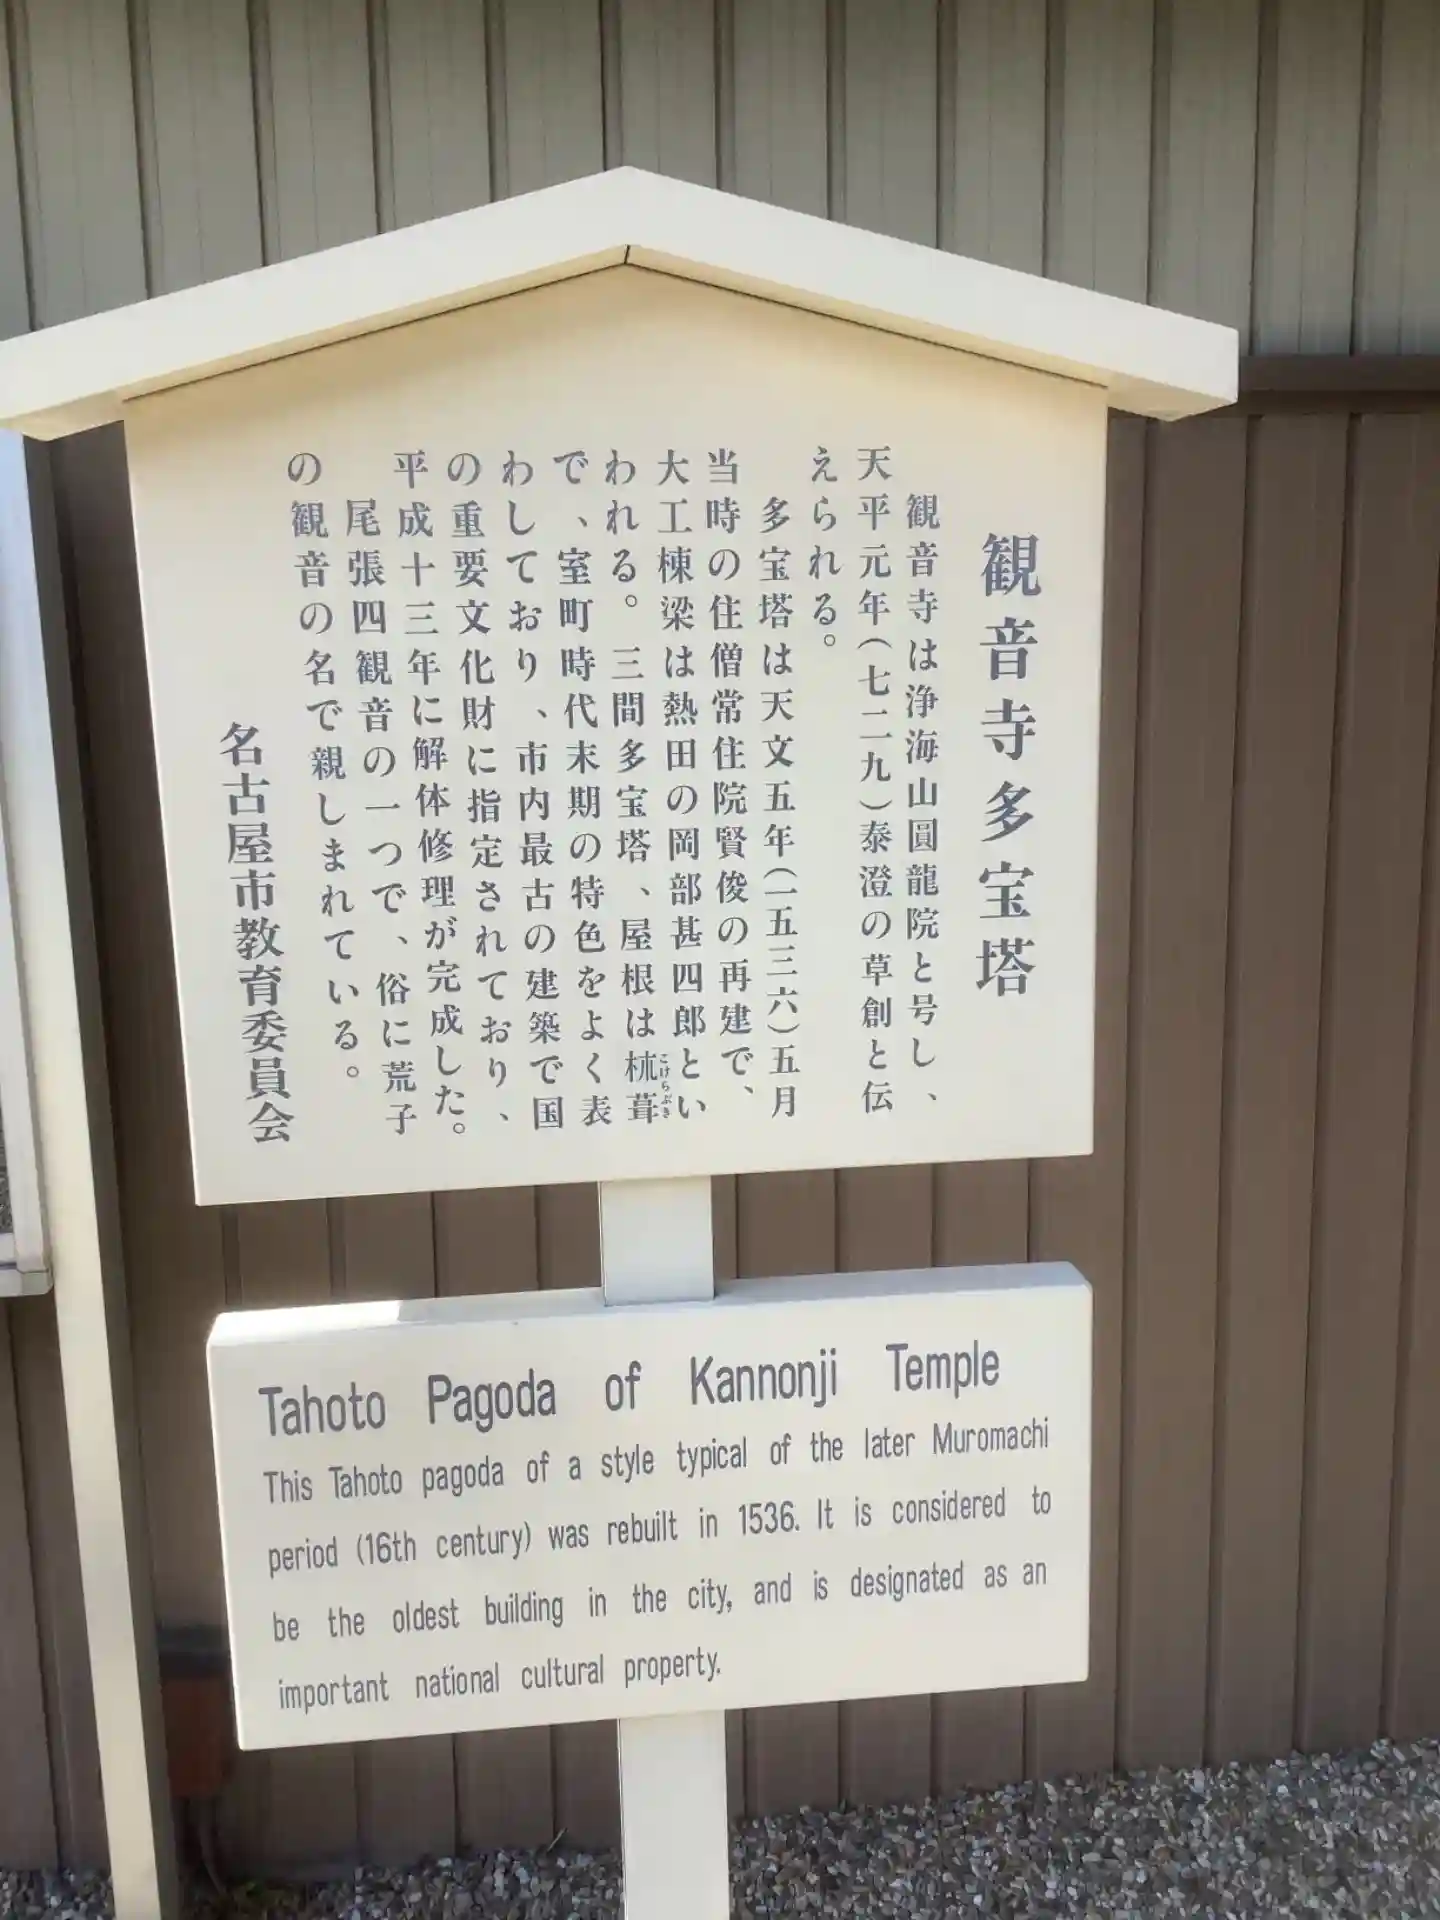 観音寺多宝塔
観音寺は浄海山圓龍院と号し、
天平元年(七二九)泰澄の草創と伝
えられる。
多宝塔は天文五年(一五三六)五月
当時の住僧常住院賢俊の再建で、
大工棟梁は熱田の岡部甚四郎とい
われる。三間多宝塔、屋根は杮葺
こけらぶき
で、室町時代末期の特色をよく表
わしており、市内最古の建築で国
の重要文化財に指定されており、
平成十三年に解体修理が完成した。
尾張四観音の一つで、俗に荒子
の観音の名で親しまれている。
名古屋市教育委員会
Tahoto Pagoda of Kannonji Temple
This Tahoto pagoda of a style typical of the later Muromachi
period (16th century) was rebuilt in 1536. It is considered to
be the oldest building in the city, and is designated as an
important national cultural property.